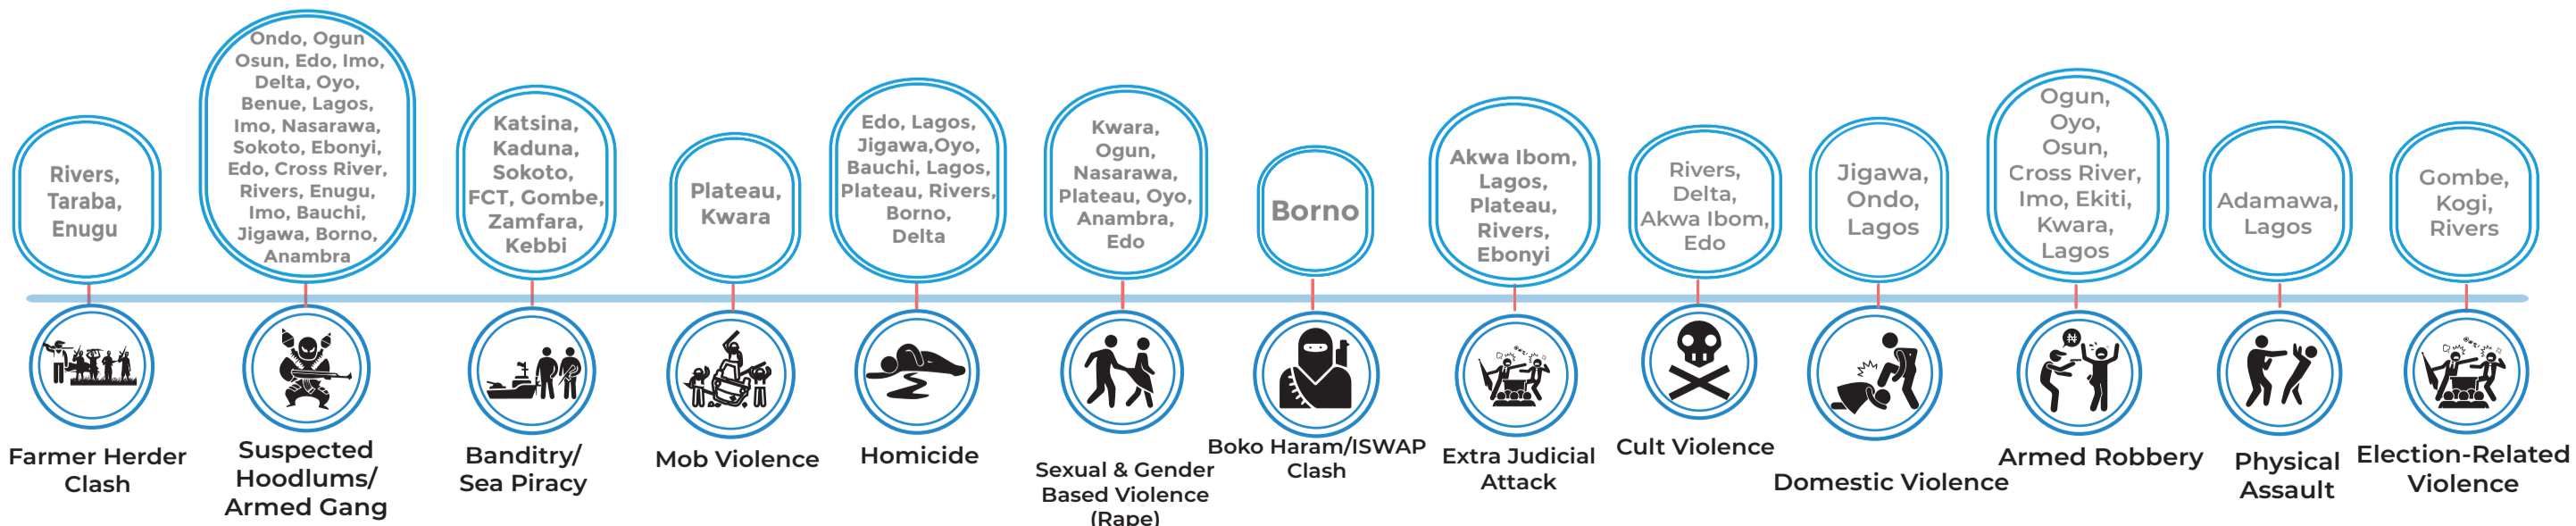 Rivers,
Taraba,
Enugu
Farmer Herder
Clash
Ondo, Ogun
Osun, Edo, Imo,
Delta, Oyo,
Benue, Lagos,
Imo, Nasarawa,
Sokoto, Ebonyi,
Edo, Cross River,
Rivers, Enugu,
Imo, Bauchi,
Jigawa, Borno,
Anambra
Suspected
Hoodlums/
Armed Gang
Katsina,
Kaduna,
Sokoto,
FCT, Gombe,
Zamfara,
Kebbi
Banditry/
Sea Piracy
Plateau,
Kwara
Mob Violence
Edo, Lagos,
Jigawa,Oyo,
Bauchi, Lagos,
Plateau, Rivers,
Borno,
Delta
Homicide
Kwara,
Ogun,
Nasarawa,
Plateau, Oyo,
Anambra,
Edo
Sexual & Gender
Based Violence
(Rape)
Borno
Boko Haram/ISWAP
Clash
Akwa Ibom,
Lagos,
Plateau,
Rivers,
Ebonyi
Extra Judicial
Attack
Rivers,
Delta,
Akwa Ibom,
Edo
Cult Violence
Jigawa,
Ondo,
Lagos
Domestic Violence
Ogun,
Oyo,
Osun,
Cross River,
Imo, Ekiti,
Kwara,
Lagos
₦
Armed Robbery
Adamawa,
Lagos
Physical
Assault
Gombe,
Kogi,
Rivers
Election-Related
Violence